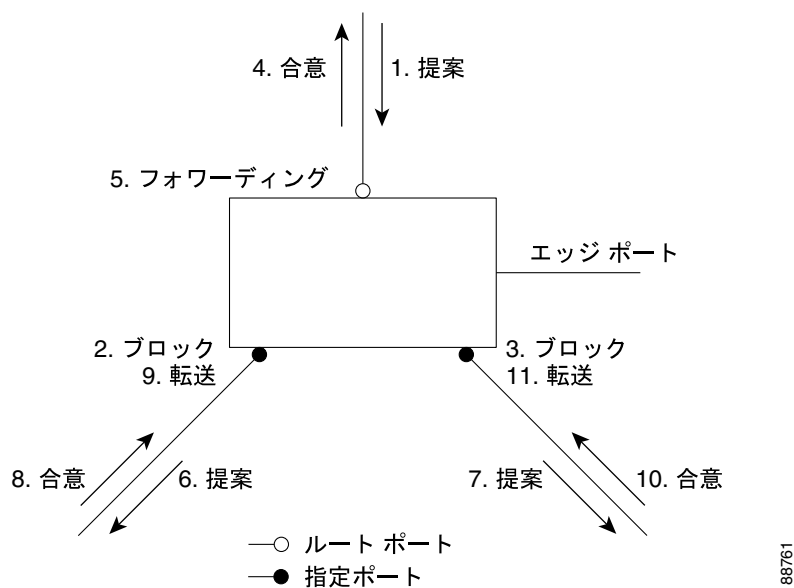 4. 合意
1. 提案
5. フォワーディング
エッジ ポート
2. ブロック
9. 転送
3. ブロック
11. 転送
8. 合意
6. 提案
7. 提案
10. 合意
ルート ポート
指定ポート
88761